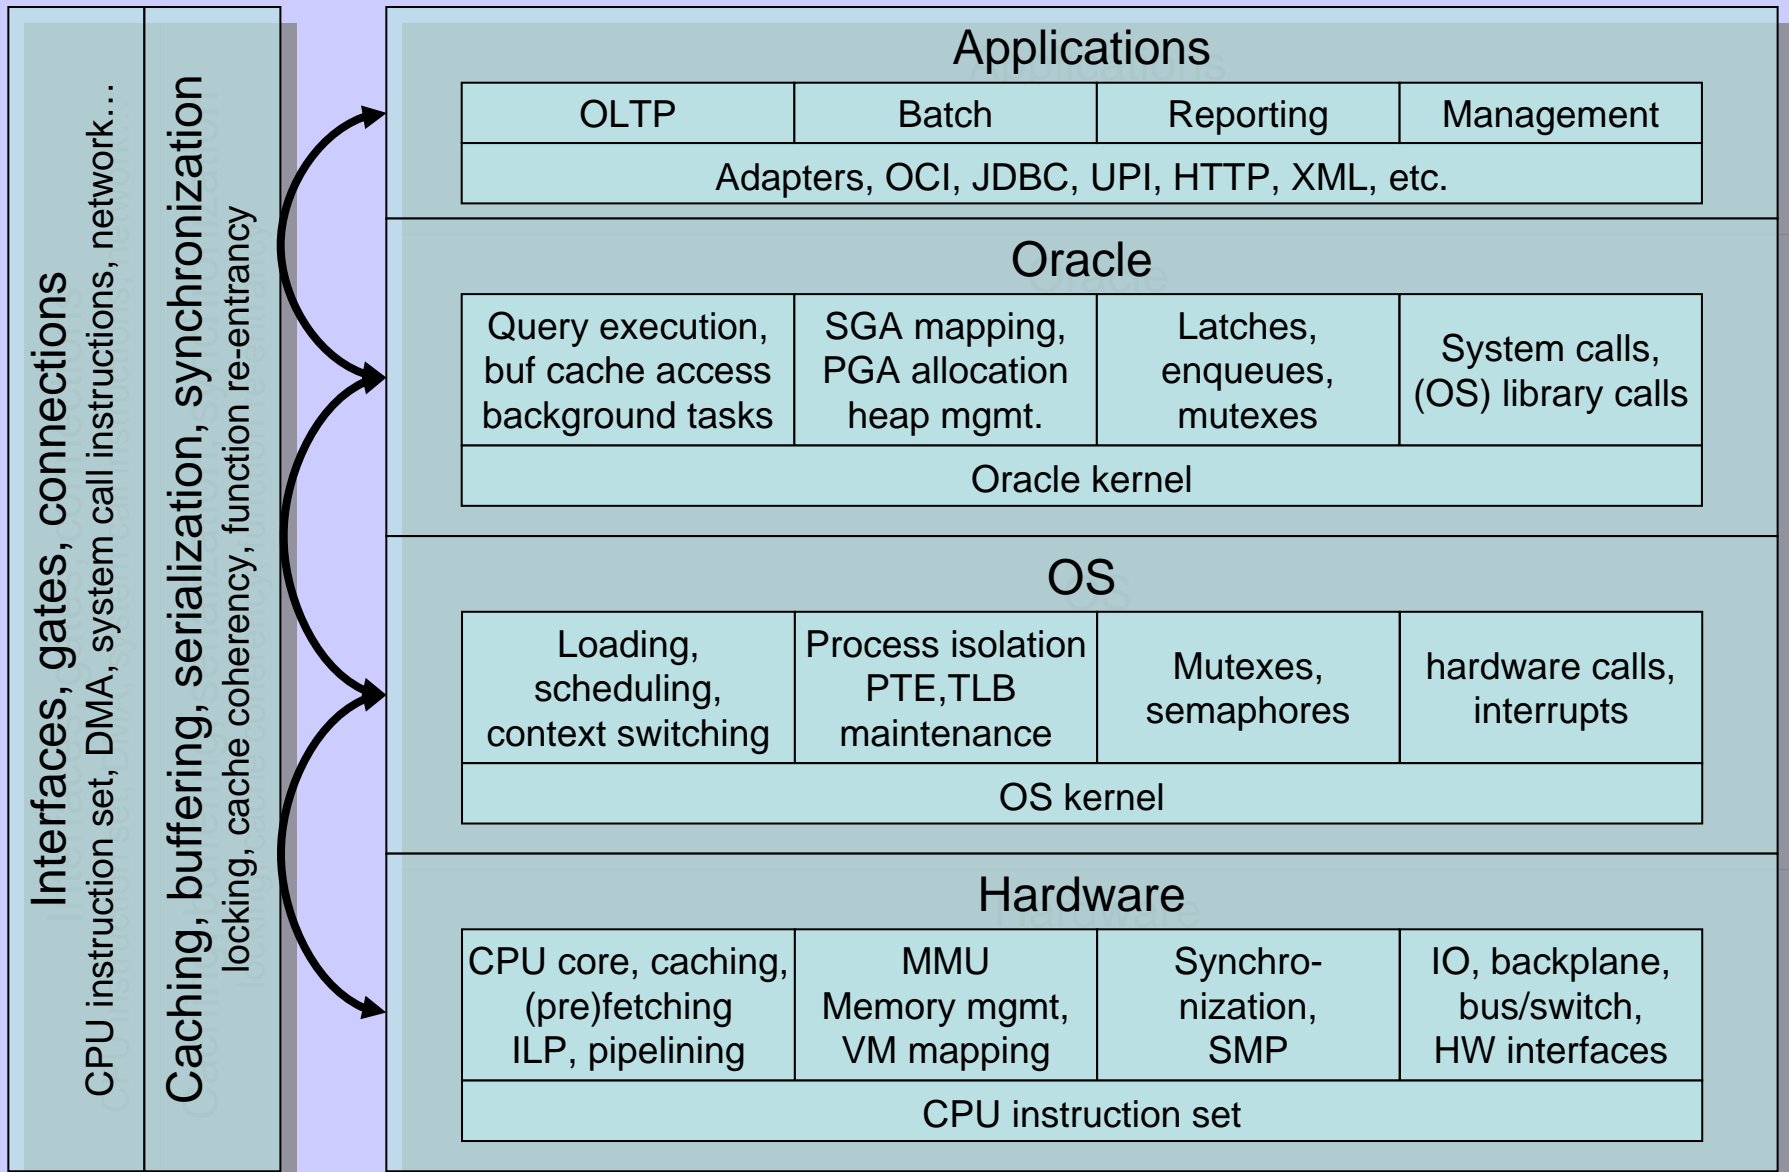 Interfaces, gates, connections
CPU instruction set, DMA, system call instructions, network…
Caching, buffering, serialization, synchronization
locking, cache coherency, function re-entrancy
Applications
OLTP
Batch
Reporting
Management
Adapters, OCI, JDBC, UPI, HTTP, XML, etc.
Oracle
Query execution,
buf cache access
background tasks
SGA mapping,
PGA allocation
heap mgmt.
Latches,
enqueues,
mutexes
System calls,
(OS) library calls
Oracle kernel
OS
Loading,
scheduling,
context switching
Process isolation
PTE,TLB
maintenance
Mutexes,
semaphores
hardware calls,
interrupts
OS kernel
Hardware
CPU core, caching,
(pre)fetching
ILP, pipelining
MMU
Memory mgmt,
VM mapping
Synchro-
nization,
SMP
IO, backplane,
bus/switch,
HW interfaces
CPU instruction set